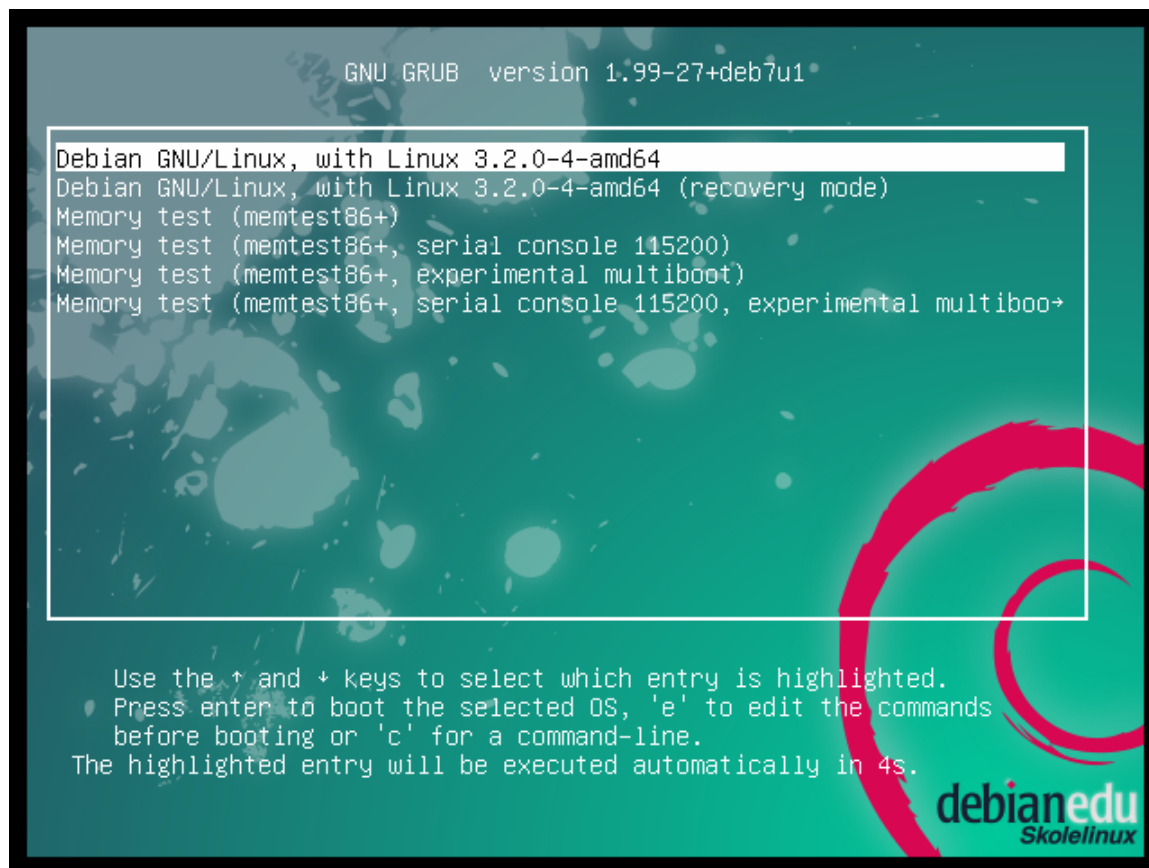 GNU GRUB  version 1.99-27+deb7u1
Debian GNU/Linux, with Linux 3.2.0-4-amd64
Debian GNU/Linux, with Linux 3.2.0-4-amd64 (recovery mode)
Memory test (memtest86+)
Memory test (memtest86+, serial console 115200)
Memory test (memtest86+, experimental multiboot)
Memory test (memtest86+, serial console 115200, experimental multiboo→
Use the ↑ and ↓ keys to select which entry is highlighted.
Press enter to boot the selected OS, 'e' to edit the commands
before booting or 'c' for a command-line.
The highlighted entry will be executed automatically in 4s.
debianedu
Skolelinux